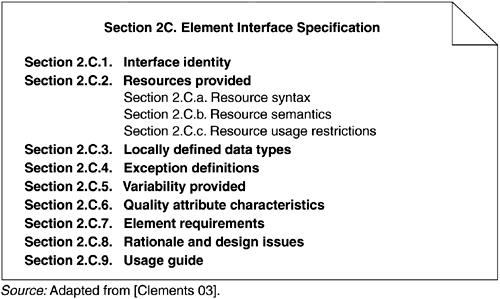 Section 2C. Element Interface Specification
Section 2.C.1. Interface identity
Section 2.C.2. Resources provided
Section 2.C.a. Resource syntax
Section 2.C.b. Resource semantics
Section 2.C.c. Resource usage restrictions
Section 2.C.3. Locally defined data types
Section 2.C.4. Exception definitions
Section 2.C.5. Variability provided
Section 2.C.6. Quality attribute characteristics
Section 2.C.7. Element requirements
Section 2.C.8. Rationale and design issues
Section 2.C.9. Usage guide
Source: Adapted from [Clements 03].